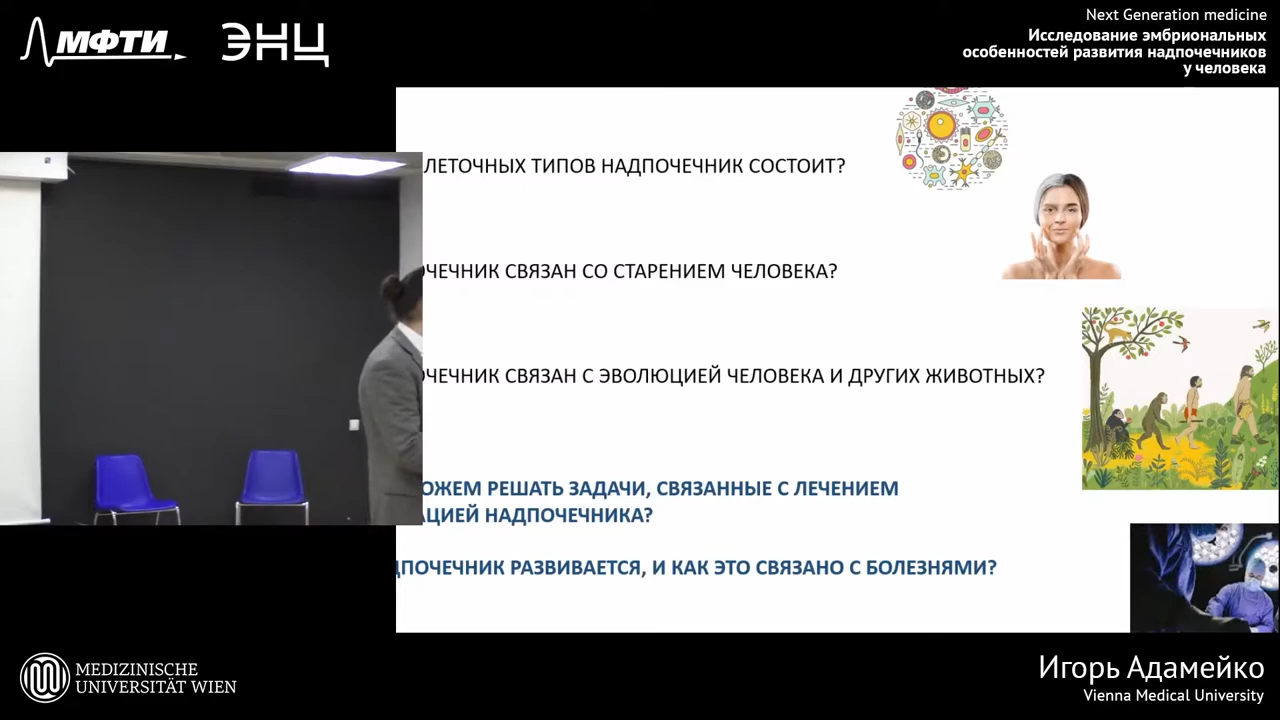 МФТИ
ЭНЦ
Next Generation medicine
Исследование эмбриональных
особенностей развития надпочечников
у человека
ЛЕТОЧНЫХ ТИПОВ НАДПОЧЕЧНИК СОСТОИТ?
ЧЕЧНИК СВЯЗАН СО СТАРЕНИЕМ ЧЕЛОВЕКА?
ОЧЕЧНИК СВЯЗАН С ЭВОЛЮЦИЕЙ ЧЕЛОВЕКА И ДРУГИХ ЖИВОТНЫХ?
ОЖЕМ РЕШАТЬ ЗАДАЧИ, СВЯЗАННЫЕ С ЛЕЧЕНИЕМ
АЦИЕЙ НАДПОЧЕЧНИКА?
ДПОЧЕЧНИК РАЗВИВАЕТСЯ, И КАК ЭТО СВЯЗАНО С БОЛЕЗНЯМИ?
MEDIZINISCHE
UNIVERSITÄT WIEN
Игорь Адамейко
Vienna Medical University